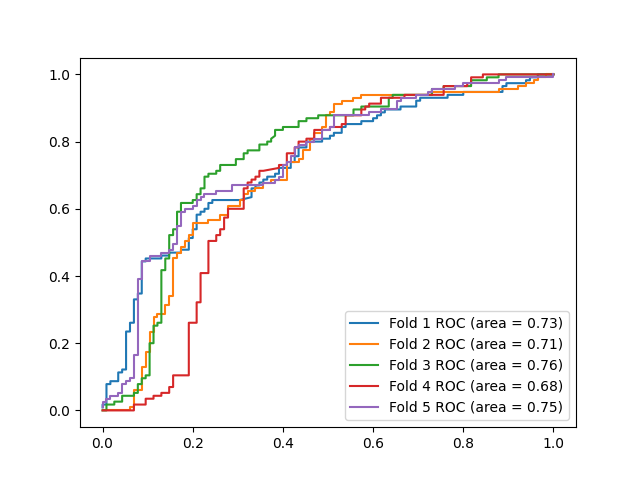 1.0
0.8
0.6
0.4
0.2
0.0
0.0 0.2 0.4 0.6 0.8 1.0
Fold 1 ROC (area = 0.73)
Fold 2 ROC (area = 0.71)
Fold 3 ROC (area = 0.76)
Fold 4 ROC (area = 0.68)
Fold 5 ROC (area = 0.75)